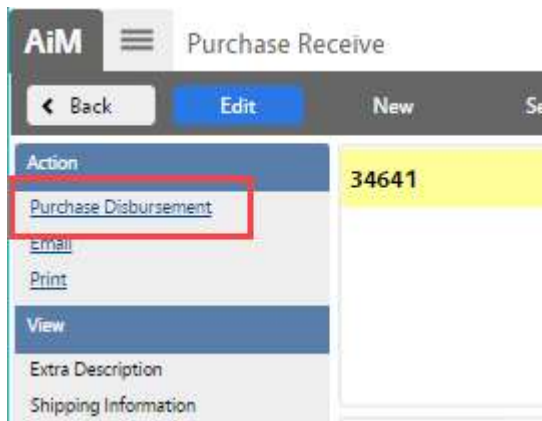 AiM Purchase Receive
Back Edit New
Action
34641
Purchase Disbursement
Email
Print
View
Extra Description
Shipping Information